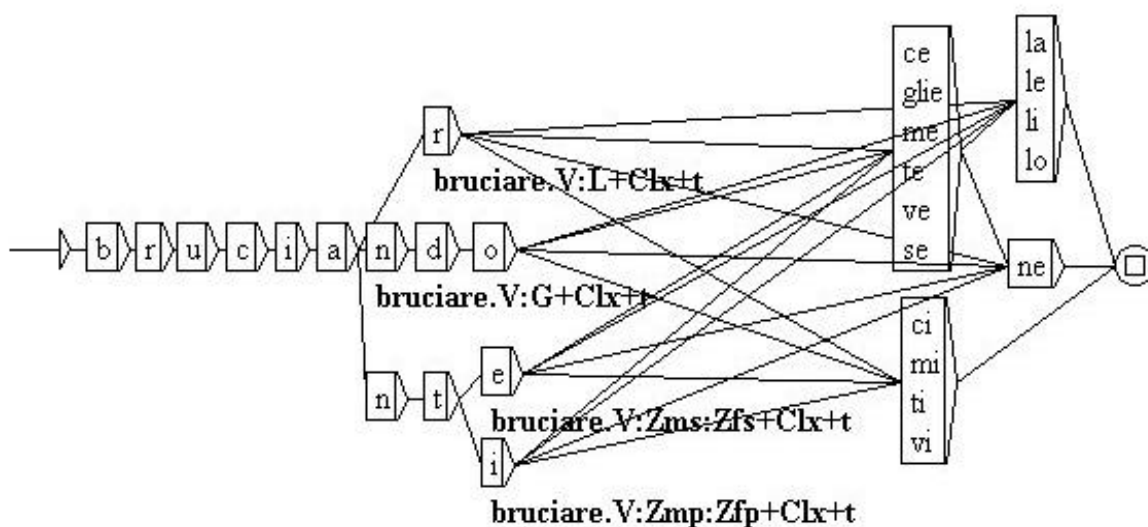 ce
glie
me
te
ve
se
la
le
li
lo
r
bruciare.V:L+Clx+t
b r u c i a n d o
bruciare.V:G+Clx+t
ne
ci
mi
ti
vi
n t e
bruciare.V:Zms:Zfs+Clx+t
i
bruciare.V:Zmp:Zfp+Clx+t